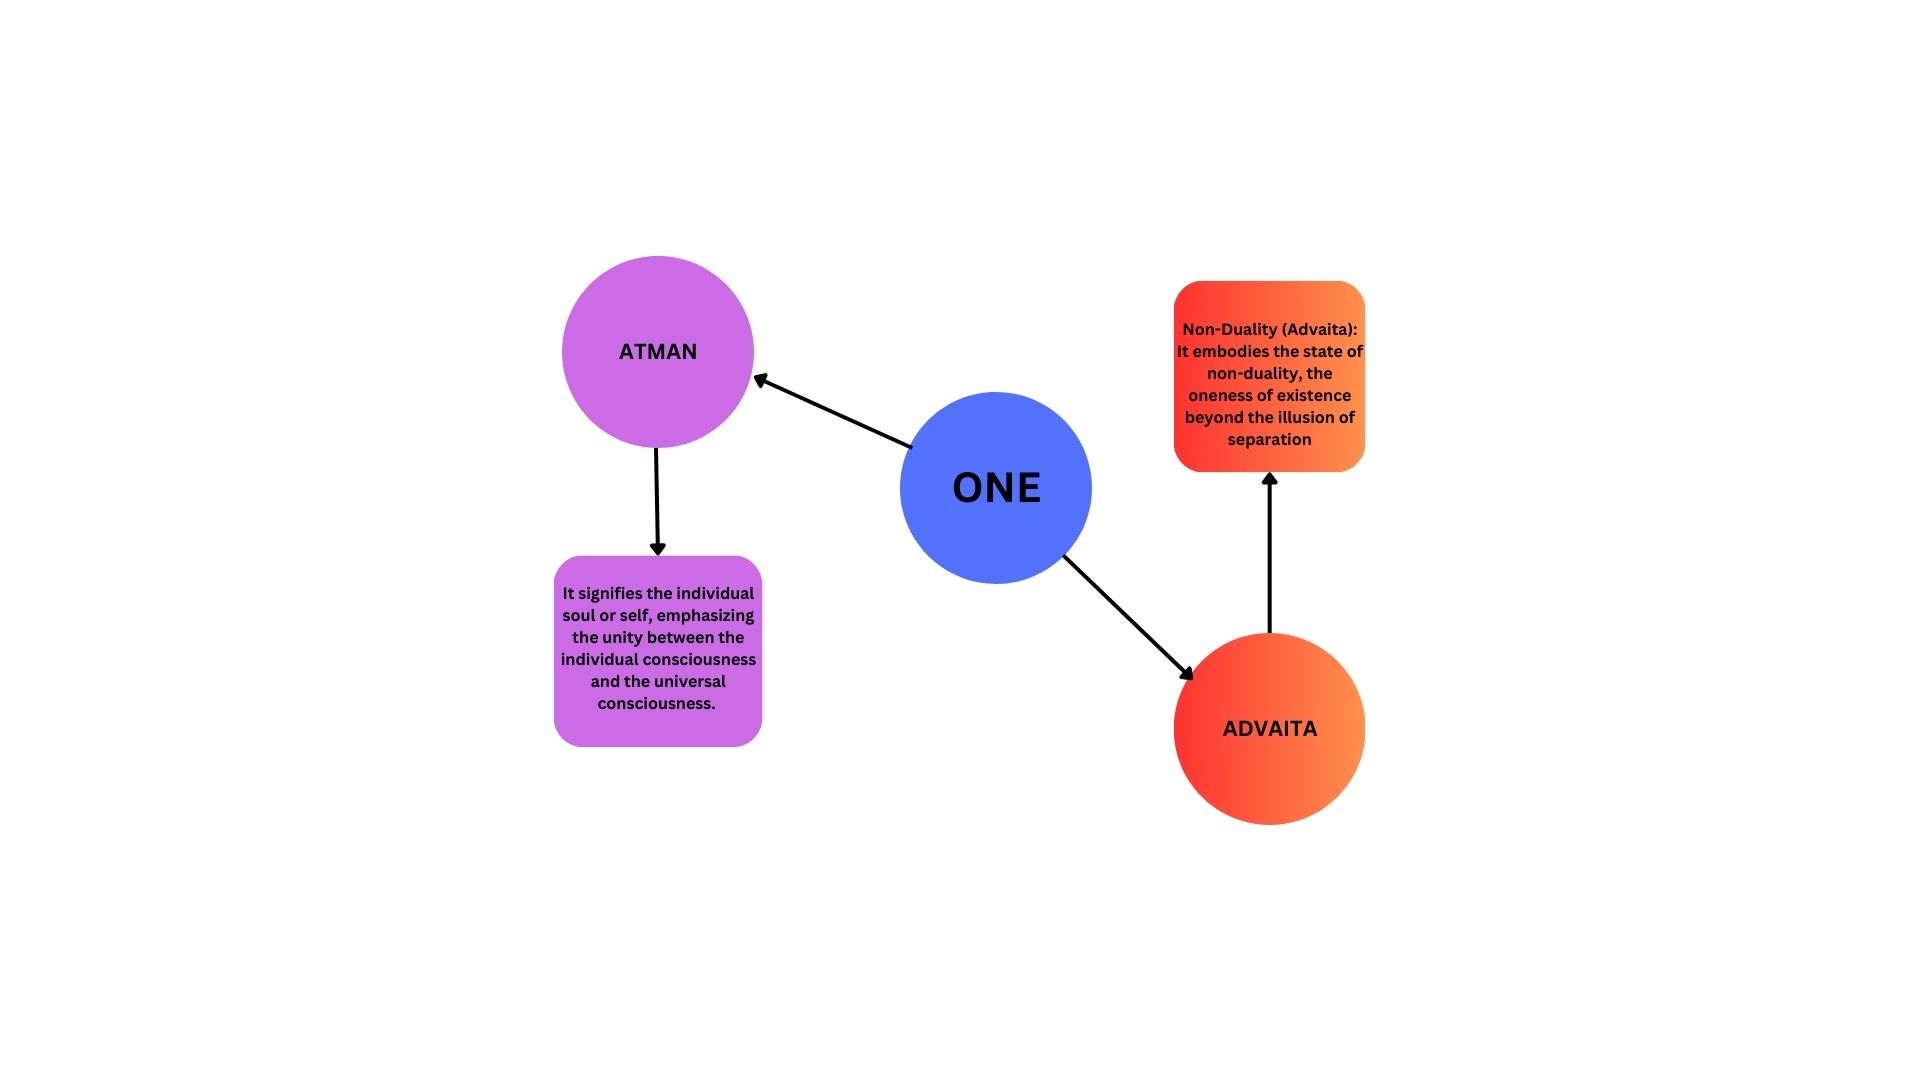 ATMAN
It signifies the individual
soul or self, emphasizing
the unity between the
individual consciousness
and the universal
consciousness.
ONE
Non-Duality (Advaita):
It embodies the state of
non-duality, the
oneness of existence
beyond the illusion of
separation
ADVAITA